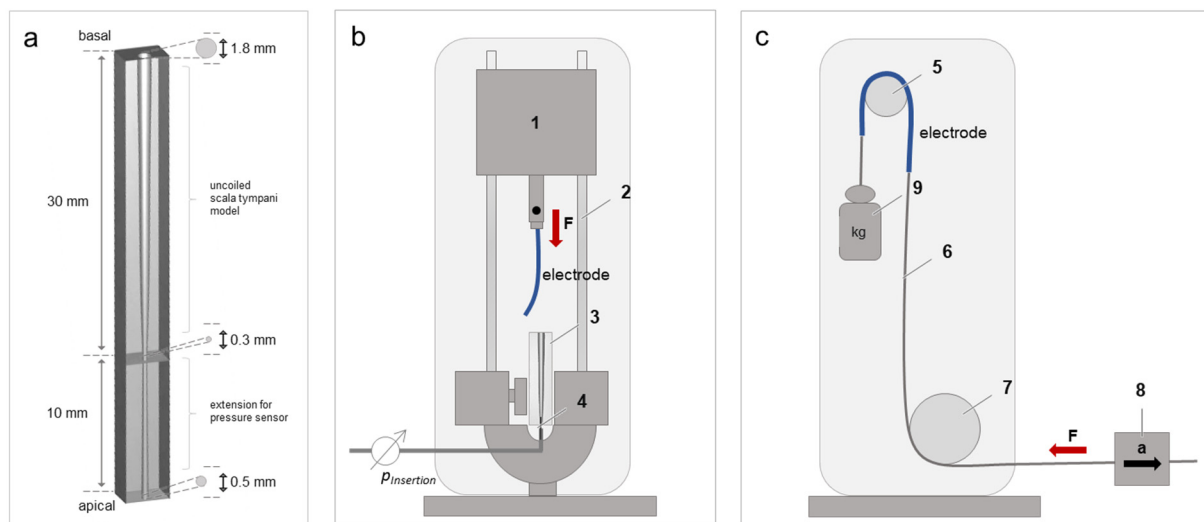 a
basal
1.8 mm
30 mm
uncoiled
scala tympani
model
0.3 mm
10 mm
extension for
pressure sensor
0.5 mm
apical
b
1
2
F
electrode
3
4
pInsertion
c
5
electrode
9
kg
6
7
8
F
a